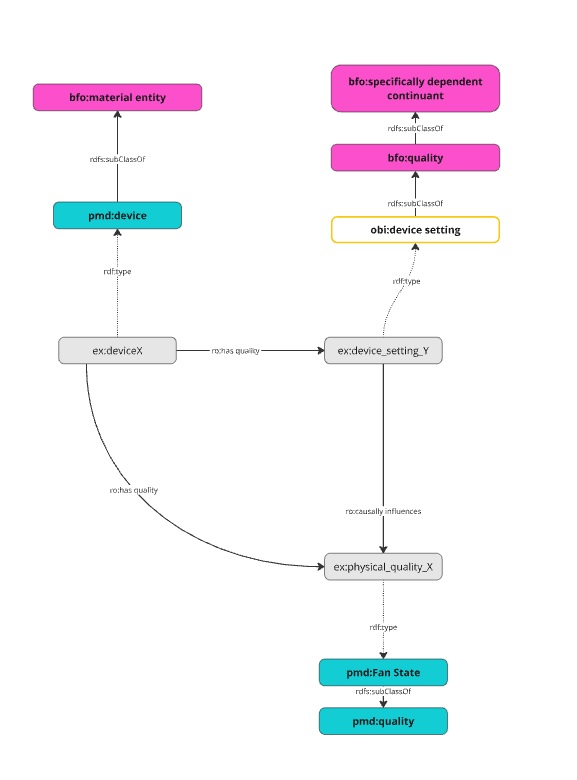 bfo:specifically dependent
continuant
bfo:material entity
rdfs:subClassOf
bfo:quality
rdfs:subClassOf
rdfs:subClassOf
pmd:device
obi:device setting
rdf:type
rdf:type
ex:deviceX
ro:has quality
ex:device_setting_Y
ro:has quality
ro:causally influences
ex:physical_quality_X
rdf:type
pmd:Fan State
rdfs:subClassOf
pmd:quality